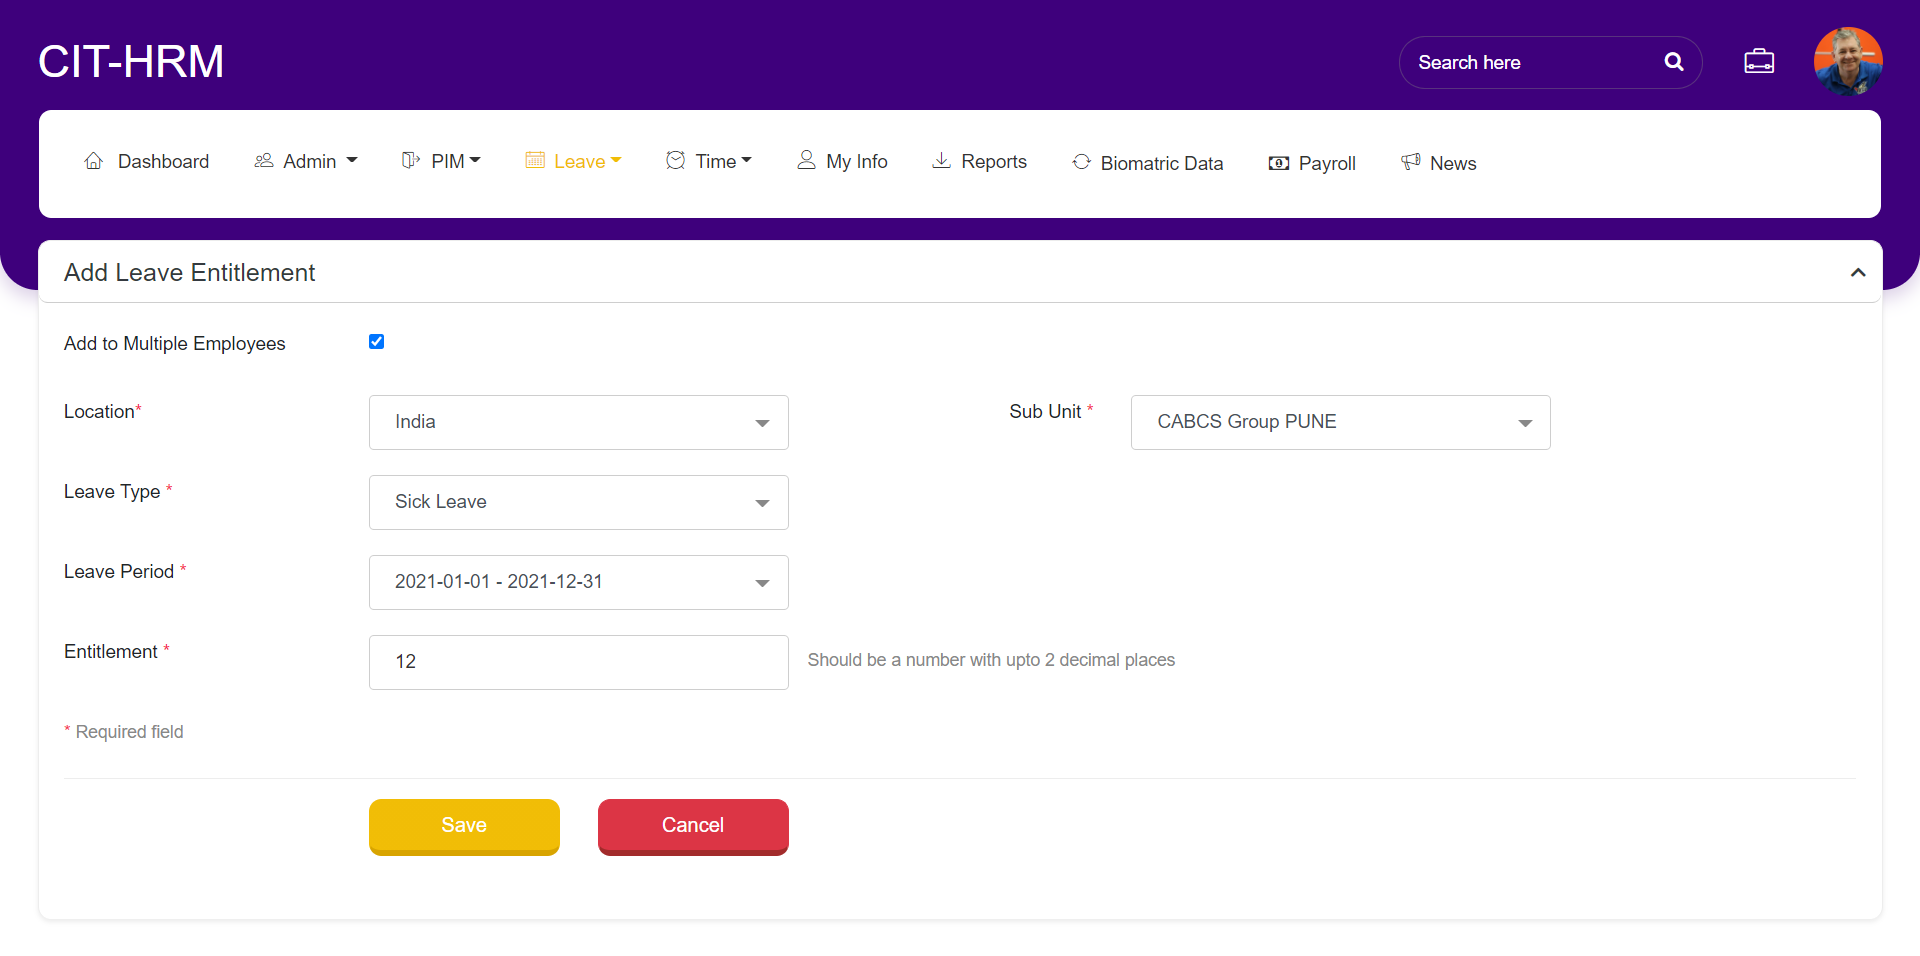 CIT-HRM
Search here
Dashboard Admin PIM Leave Time My Info Reports Biomatric Data Payroll News
Add Leave Entitlement
Add to Multiple Employees
Location* India Sub Unit * CABCS Group PUNE
Leave Type * Sick Leave
Leave Period * 2021-01-01 - 2021-12-31
Entitlement * 12 Should be a number with upto 2 decimal places
* Required field
Save Cancel